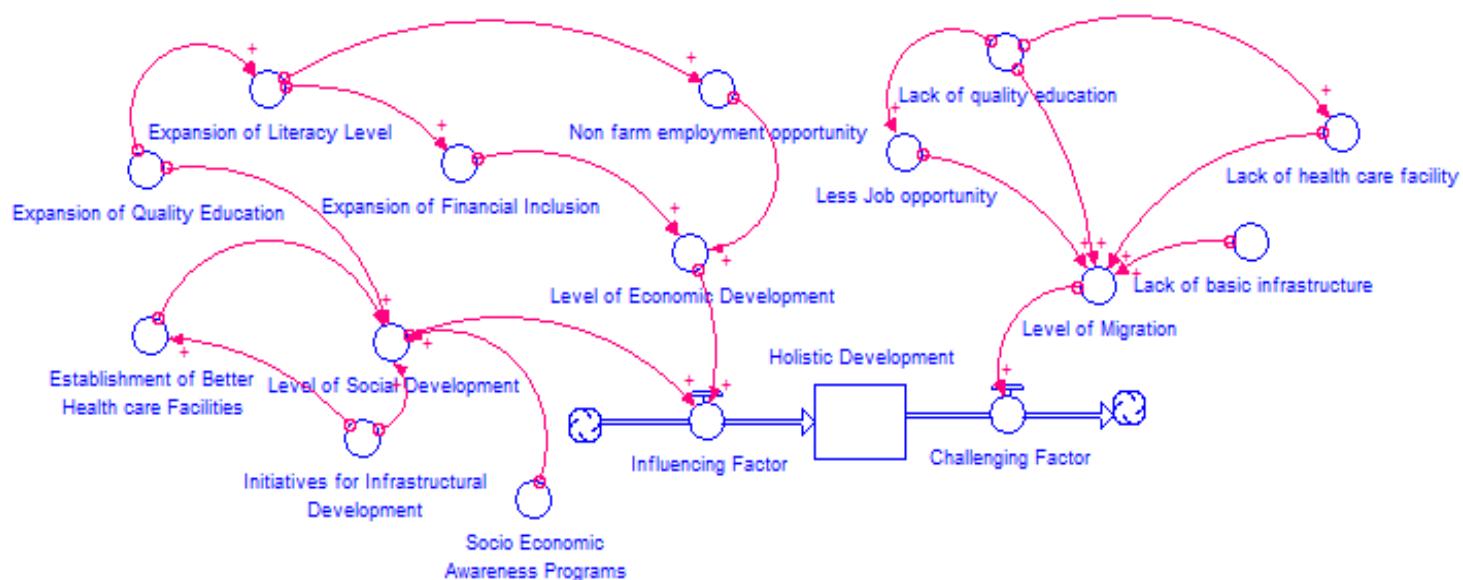 Lack of quality education
Expansion of Literacy Level
Non farm employment opportunity
Lack of health care facility
Less Job opportunity
Expansion of Quality Education
Expansion of Financial Inclusion
Lack of basic infrastructure
Level of Economic Development
Level of Migration
Holistic Development
Establishment of Better
Health care Facilities
Level of Social Development
Influencing Factor
Challenging Factor
Initiatives for Infrastructural
Development
Socio Economic
Awareness Programs